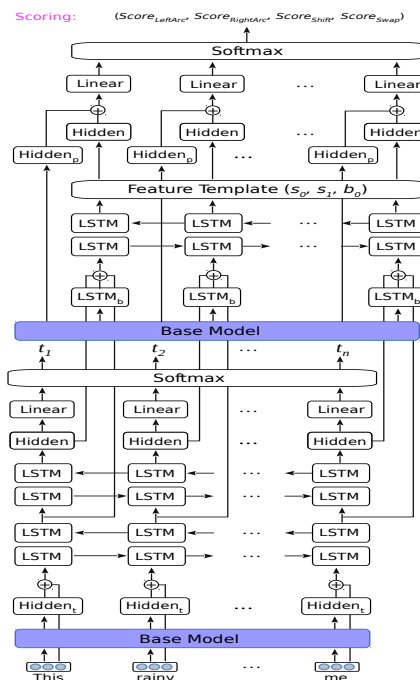 Scoring: (Score_LeftArc, Score_RightArc, Score_Shift, Score_Swap)
Softmax
Linear Linear ... Linear
Hidden Hidden ... Hidden
Hidden_p Hidden_p ... Hidden_p
Feature Template (s_0, s_1, b_0)
LSTM LSTM ... LSTM
LSTM LSTM ... LSTM
LSTM_b LSTM_b LSTM_b
Base Model
t_1 t_2 ... t_n
Softmax
Linear Linear ... Linear
Hidden Hidden ... Hidden
LSTM LSTM ... LSTM
LSTM LSTM ... LSTM
LSTM LSTM ... LSTM
LSTM LSTM ... LSTM
Hidden_t Hidden_t ... Hidden_t
Base Model
This rainy ... me